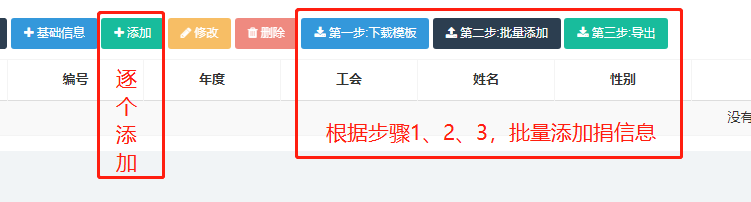 基础信息 添加 修改 删除 第一步:下载模板 第二步:批量添加 第三步:导出
编号 年度 工会 姓名 性别
没有
逐个添加
根据步骤1、2、3，批量添加捐信息